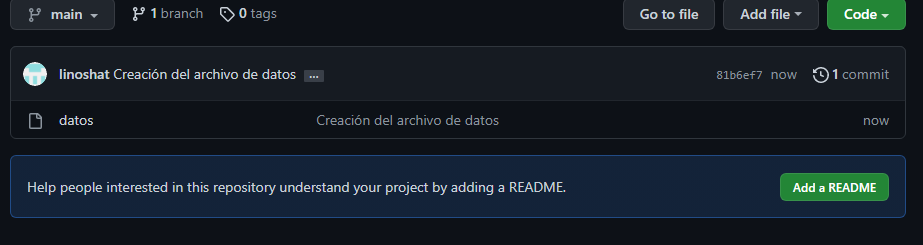 main 1 branch 0 tags Go to file Add file Code
linoshat Creación del archivo de datos ... 81b6ef7 now 1 commit
datos Creación del archivo de datos now
Help people interested in this repository understand your project by adding a README. Add a README